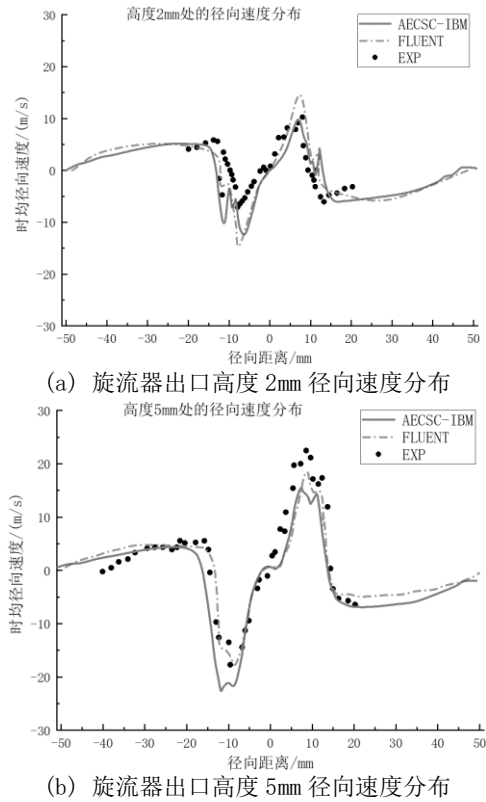 高度2mm处的径向速度分布
AECSC-IBM
FLUENT
EXP
时均径向速度/(m/s)
30
20
10
0
-10
-20
-30
-50 -40 -30 -20 -10 0 10 20 30 40 50
径向距离/mm
(a) 旋流器出口高度 2mm 径向速度分布
高度5mm处的径向速度分布
AECSC-IBM
FLUENT
EXP
时均径向速度/(m/s)
30
20
10
0
-10
-20
-30
-50 -40 -30 -20 -10 0 10 20 30 40 50
径向距离/mm
(b) 旋流器出口高度 5mm 径向速度分布